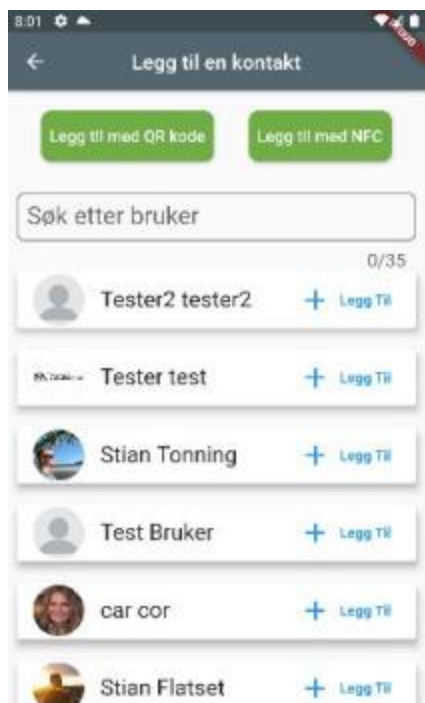 8:01
Legg til en kontakt
Legg til med QR kode
Legg til med NFC
Søk etter bruker
0/35
Tester2 tester2
Legg Til
Tester test
Legg Til
Stian Tonning
Legg Til
Test Bruker
Legg Til
car cor
Legg Til
Stian Flatset
Legg Til